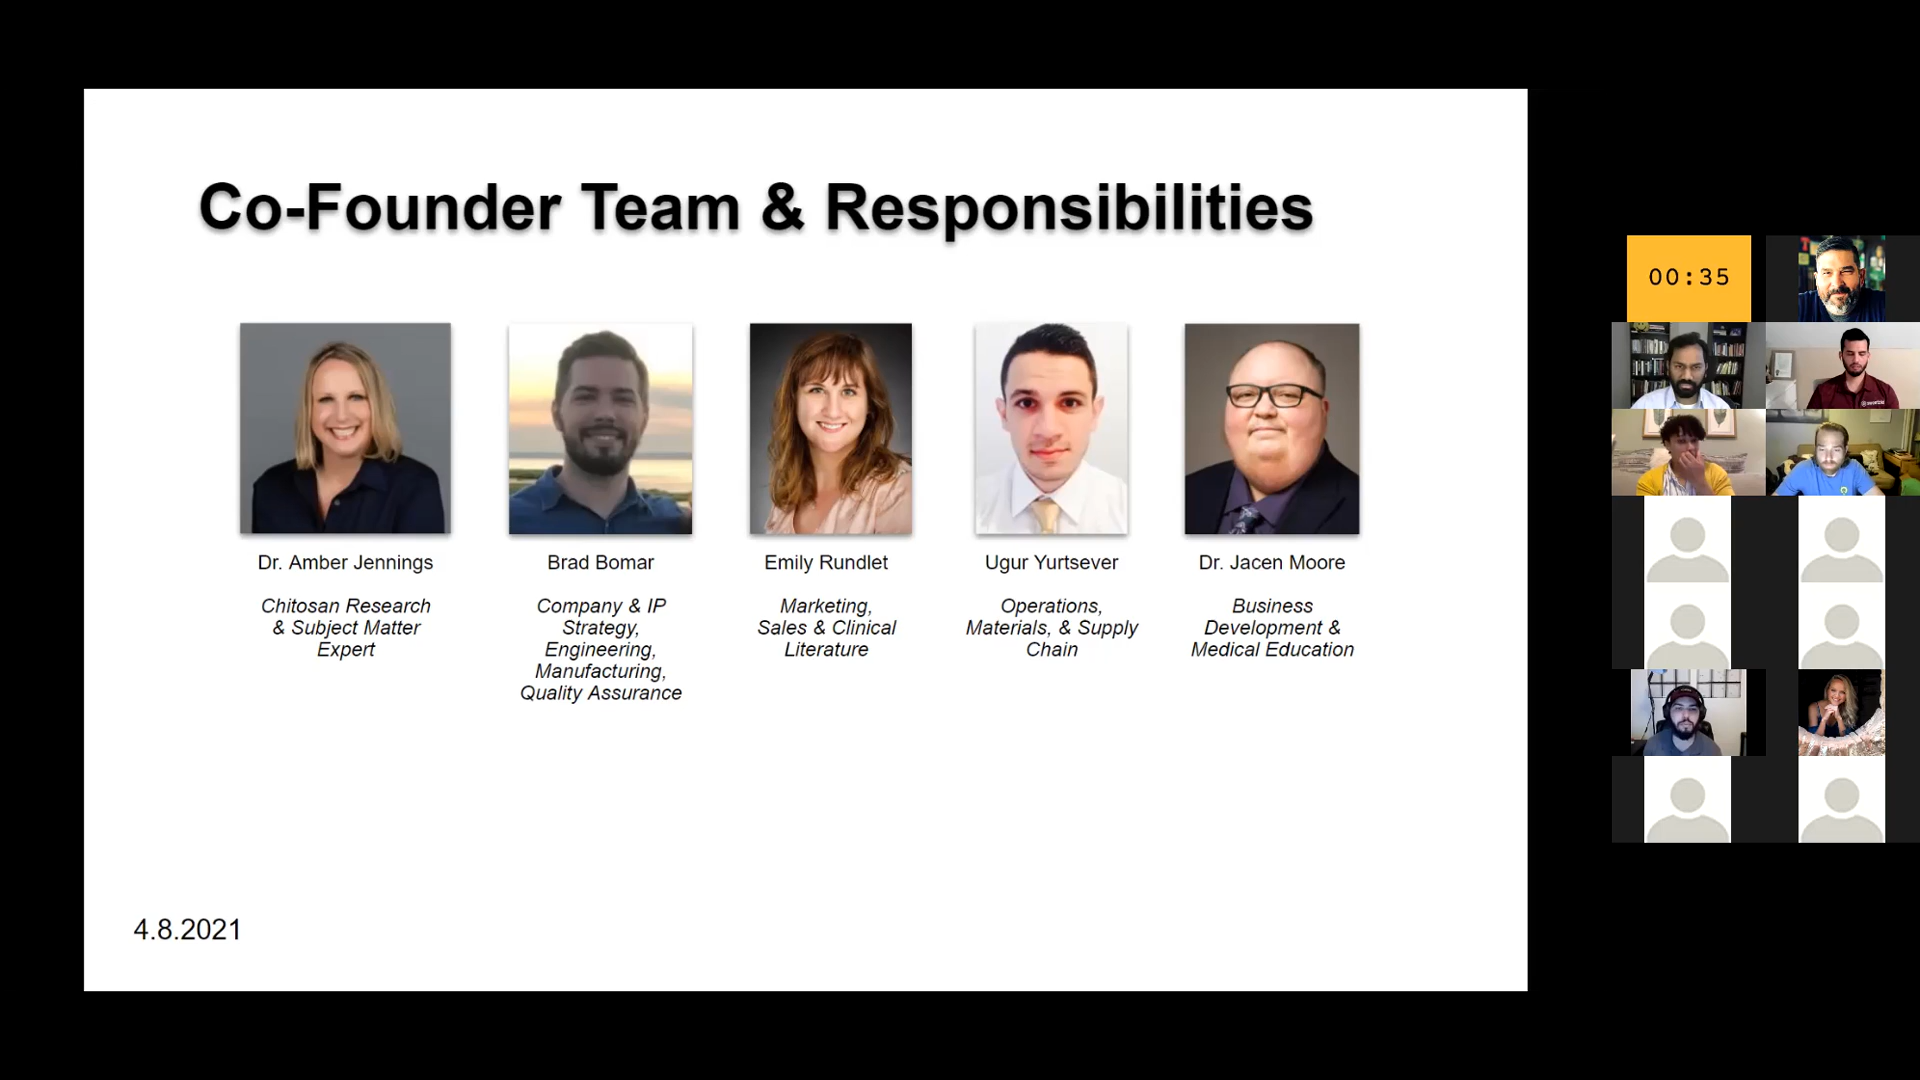 Co-Founder Team & Responsibilities
00:35
Dr. Amber Jennings
Chitosan Research
& Subject Matter
Expert
Brad Bomar
Company & IP
Strategy,
Engineering,
Manufacturing,
Quality Assurance
Emily Rundlet
Marketing,
Sales & Clinical
Literature
Ugur Yurtsever
Operations,
Materials, & Supply
Chain
Dr. Jacen Moore
Business
Development &
Medical Education
4.8.2021